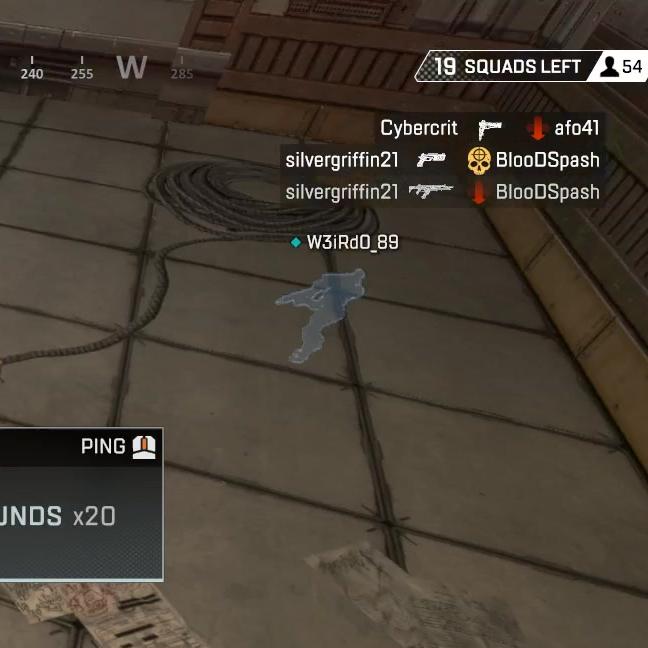 240 255 W 285
19 SQUADS LEFT 54
Cybercrit afo41
silvergriffin21 BlooDSpash
silvergriffin21 BlooDSpash
W3iRdO_89
PING
UNDS x20